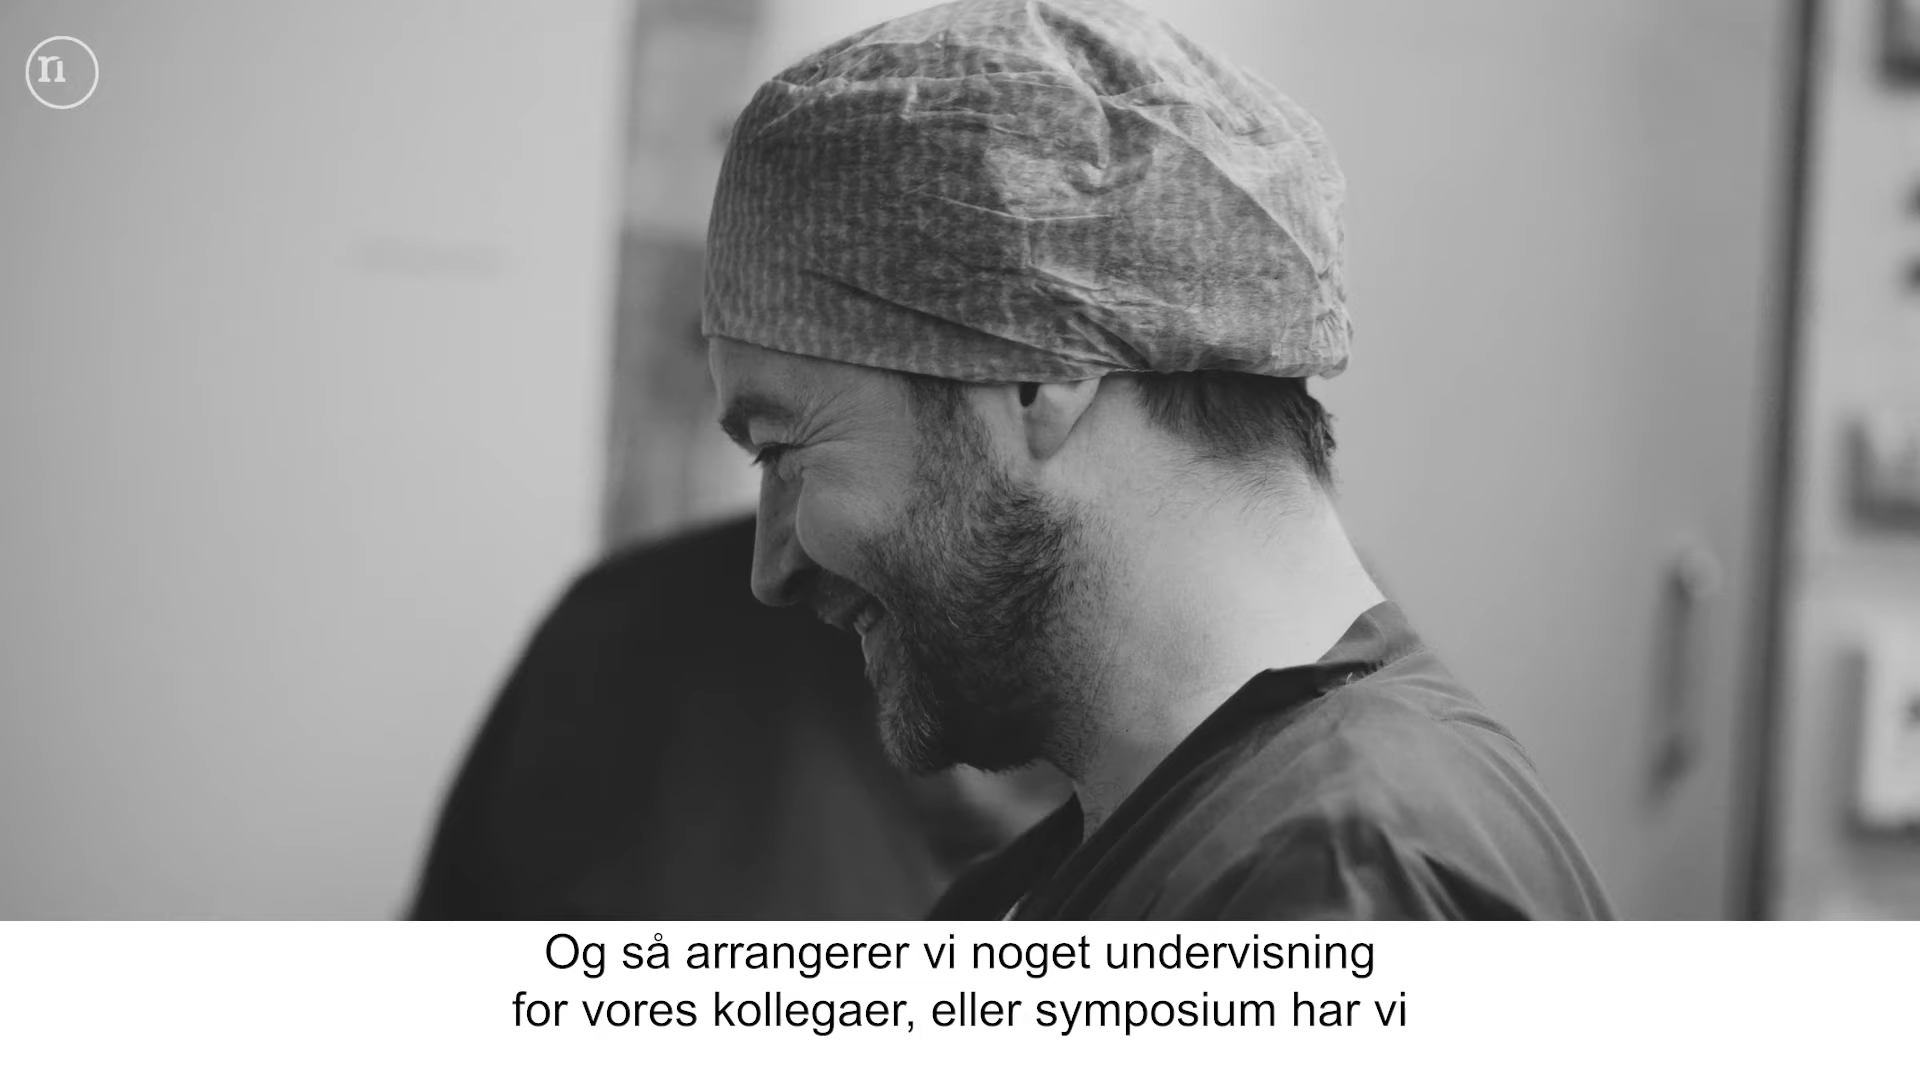 n
Og så arrangerer vi noget undervisning
for vores kollegaer, eller symposium har vi